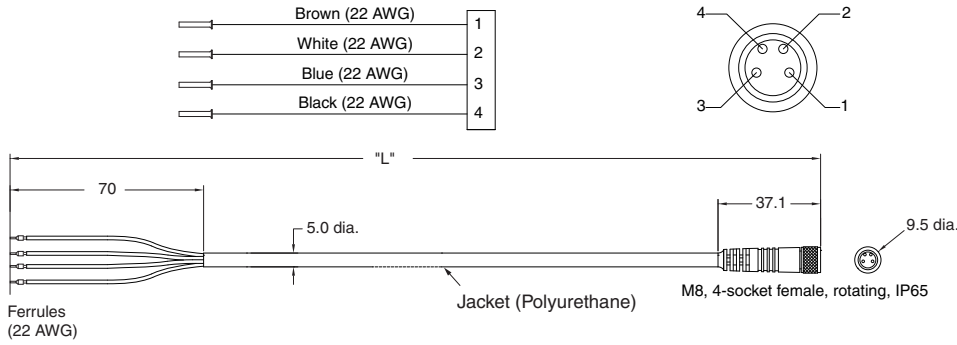 Brown (22 AWG)
1
White (22 AWG)
2
Blue (22 AWG)
3
Black (22 AWG)
4
4
2
3
1
"L"
70
37.1
5.0 dia.
9.5 dia.
Jacket (Polyurethane)
M8, 4-socket female, rotating, IP65
Ferrules
(22 AWG)